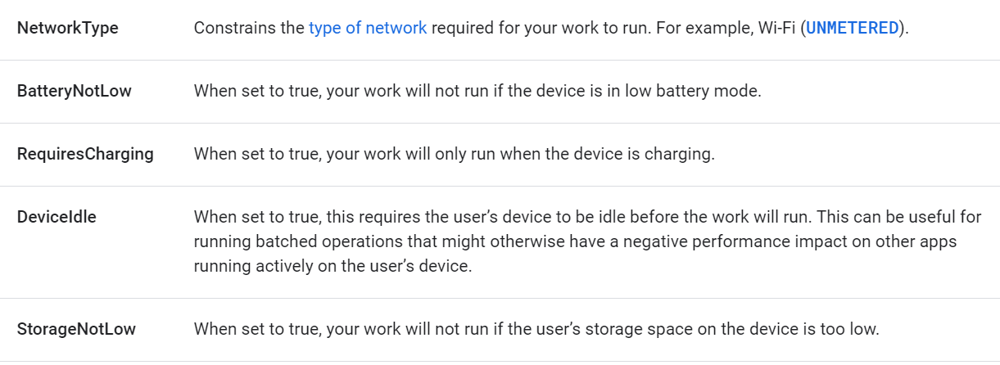 NetworkType Constrains the type of network required for your work to run. For example, Wi-Fi (UNMETERED).
BatteryNotLow When set to true, your work will not run if the device is in low battery mode.
RequiresCharging When set to true, your work will only run when the device is charging.
DeviceIdle When set to true, this requires the user’s device to be idle before the work will run. This can be useful for
running batched operations that might otherwise have a negative performance impact on other apps
running actively on the user’s device.
StorageNotLow When set to true, your work will not run if the user’s storage space on the device is too low.